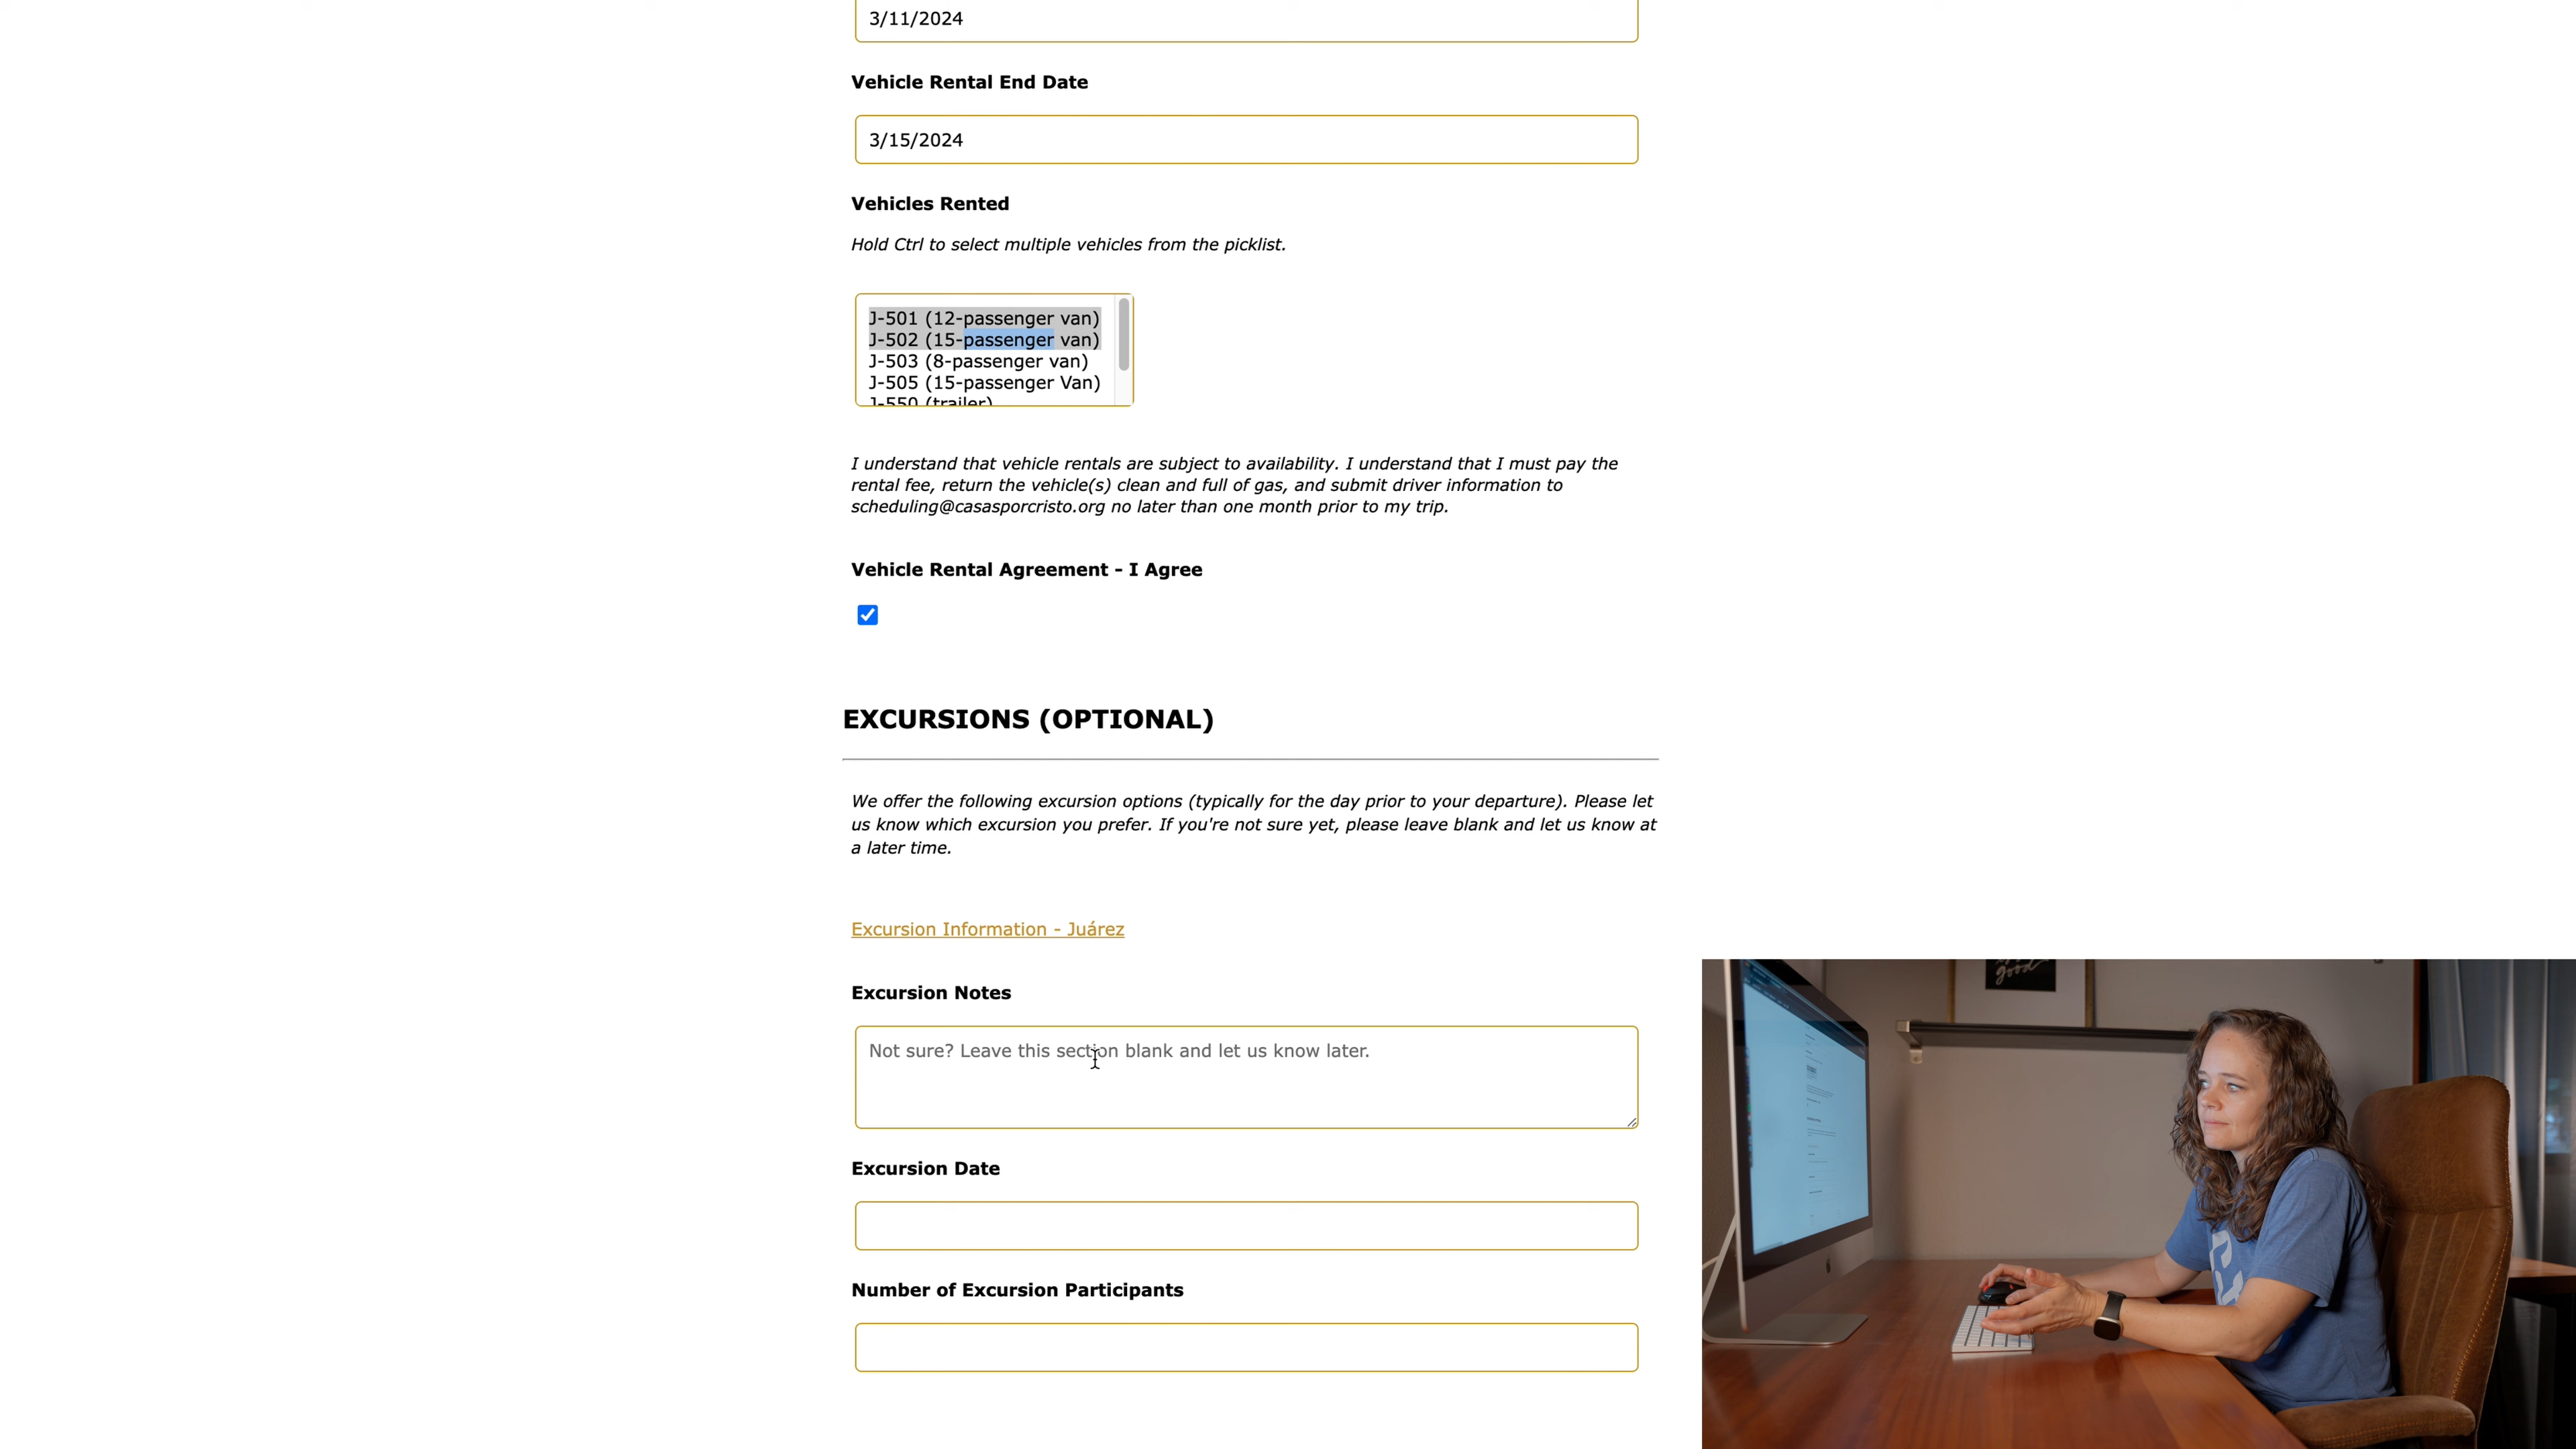 3/11/2024
Vehicle Rental End Date
3/15/2024
Vehicles Rented
Hold Ctrl to select multiple vehicles from the picklist.
J-501 (12-passenger van)
J-502 (15-passenger van)
J-503 (8-passenger van)
J-505 (15-passenger Van)
J-550 (trailer)
I understand that vehicle rentals are subject to availability. I understand that I must pay the
rental fee, return the vehicle(s) clean and full of gas, and submit driver information to
scheduling@casasporcristo.org no later than one month prior to my trip.
Vehicle Rental Agreement - I Agree
EXCURSIONS (OPTIONAL)
We offer the following excursion options (typically for the day prior to your departure). Please let
us know which excursion you prefer. If you're not sure yet, please leave blank and let us know at
a later time.
Excursion Information - Juárez
Excursion Notes
Not sure? Leave this section blank and let us know later.
Excursion Date
Number of Excursion Participants
good